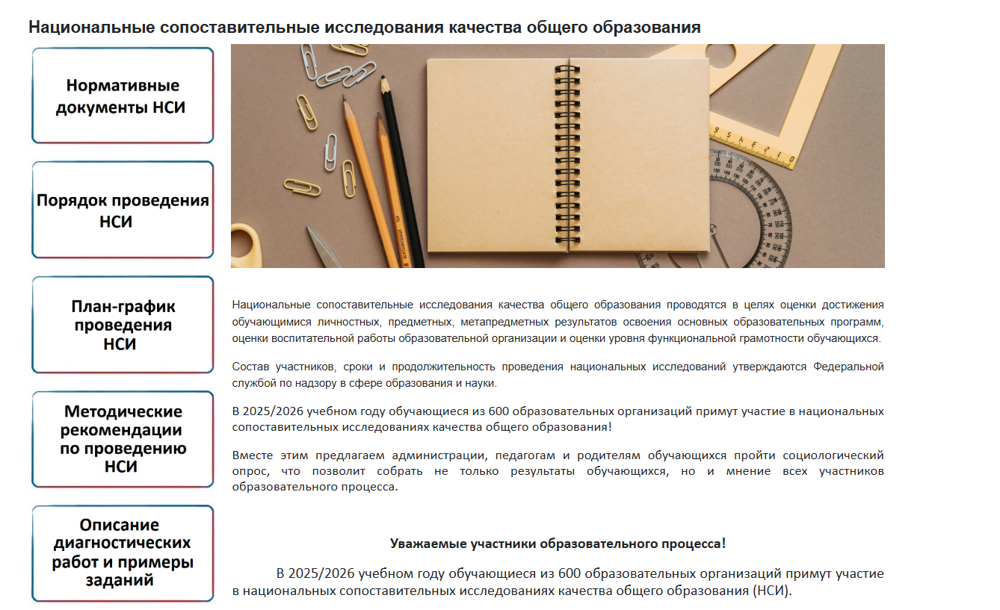 Национальные сопоставительные исследования качества общего образования
Нормативные
документы НСИ
Порядок проведения
НСИ
План-график
проведения
НСИ
Методические
рекомендации
по проведению
НСИ
Описание
диагностических
работ и примеры
заданий
Национальные сопоставительные исследования качества общего образования проводятся в целях оценки достижения
обучающимися личностных, предметных, метапредметных результатов освоения основных образовательных программ,
оценки воспитательной работы образовательной организации и оценки уровня функциональной грамотности обучающихся.
Состав участников, сроки и продолжительность проведения национальных исследований утверждаются Федеральной
службой по надзору в сфере образования и науки.
В 2025/2026 учебном году обучающиеся из 600 образовательных организаций примут участие в национальных
сопоставительных исследованиях качества общего образования!
Вместе этим предлагаем администрации, педагогам и родителям обучающихся пройти социологический
опрос, что позволит собрать не только результаты обучающихся, но и мнение всех участников
образовательного процесса.
Уважаемые участники образовательного процесса!
В 2025/2026 учебном году обучающиеся из 600 образовательных организаций примут участие
в национальных сопоставительных исследованиях качества общего образования (НСИ).